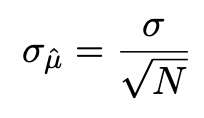 σ_μ̂ = σ / √N